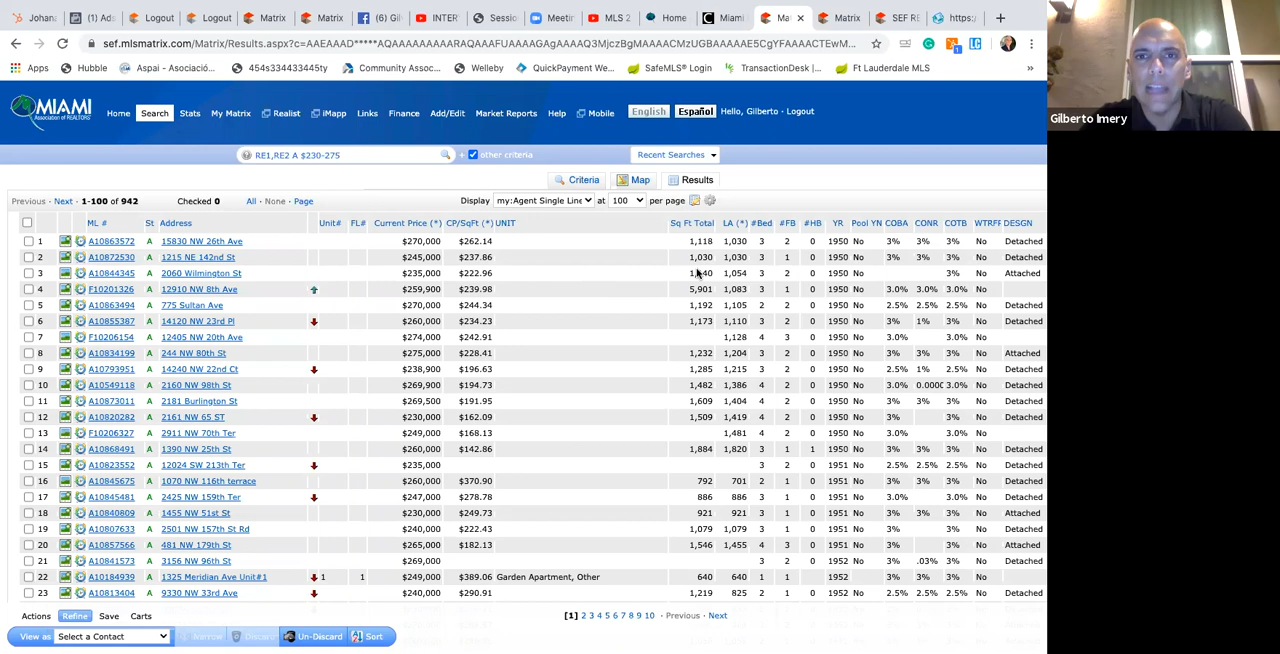 Johan (1) Ads Logout Logout Matrix Matrix (6) Gil INTER Sessio Meetin MLS 2 Home Miami Mat × Matrix SEF RE https:/ +
sef.mlsmatrix.com/Matrix/Results.aspx?c=AAEAAAD*****AQAAAAAAAAARAQAAAFUAAAAGAgAAAAQ3MjczBgMAAAACMzUGBAAAAAE5CgYFAAAACTEwM...
Apps Hubble Aspai - Asociació... 454s334433445ty Community Assoc... Welleby QuickPayment We... SafeMLS® Login TransactionDesk |... Ft Lauderdale MLS »
MIAMI ASSOCIATION OF REALTORS®
Home Search Stats My Matrix Realist iMapp Links Finance Add/Edit Market Reports Help Mobile English Español Hello, Gilberto · Logout
RE1,RE2 A $230-275 + other criteria Recent Searches
Criteria Map Results
Previous · Next · 1-100 of 942 Checked 0 All · None · Page Display my:Agent Single Line at 100 per page
ML # St Address Unit# FL# Current Price (*) CP/SqFt (*) UNIT Sq Ft Total LA (*) #Bed #FB #HB YR Pool YN COBA CONR COTB WTRFR DESGN
1 A10863572 A 15830 NW 26th Ave $270,000 $262.14 1,118 1,030 3 2 0 1950 No 3% 3% 3% No Detached
2 A10872530 A 1215 NE 142nd St $245,000 $237.86 1,030 1,030 3 1 0 1950 No 3% 3% 3% No Detached
3 A10844345 A 2060 Wilmington St $235,000 $222.96 1,054 3 2 0 1950 No 3% No Attached
4 F10201326 A 12910 NW 8th Ave $259,900 $239.98 5,901 1,083 3 1 0 1950 No 3.0% 3.0% 3.0% No
5 A10863494 A 775 Sultan Ave $270,000 $244.34 1,192 1,105 2 2 0 1950 No 2.5% 2.5% 2.5% No Detached
6 A10855387 A 14120 NW 23rd Pl $260,000 $234.23 1,173 1,110 3 2 0 1950 No 3% 1% 3% No Detached
7 F10206154 A 12405 NW 20th Ave $274,000 $242.91 1,128 4 3 0 1950 No 3.0% 3.0% No
8 A10834199 A 244 NW 80th St $275,000 $228.41 1,232 1,204 3 2 0 1950 No 3% 3% 3% No Attached
9 A10793951 A 14240 NW 22nd Ct $238,900 $196.63 1,285 1,215 3 2 0 1950 No 2.5% 1% 2.5% No Detached
10 A10549118 A 2160 NW 98th St $269,900 $194.73 1,482 1,386 4 2 0 1950 No 3.0% 0.000( 3.0% No Detached
11 A10873011 A 2181 Burlington St $269,500 $191.95 1,609 1,404 4 2 0 1950 No 3% 3% 3% No Detached
12 A10820282 A 2161 NW 65 ST $230,000 $162.09 1,509 1,419 4 2 0 1950 No 3% 3% No Detached
13 F10206327 A 2911 NW 70th Ter $249,000 $168.13 1,481 4 2 0 1950 No 3.0% 3.0% No
14 A10868491 A 1390 NW 25th St $260,000 $142.86 1,884 1,820 3 1 1 1950 No 3% 3% 3% No Detached
15 A10823552 A 12024 SW 213th Ter $235,000 3 2 0 1951 No 2.5% 2.5% 2.5% No Detached
16 A10845675 A 1070 NW 116th terrace $260,000 $370.90 792 701 2 1 0 1951 No 3% 3% 3% No Detached
17 A10845481 A 2425 NW 159th Ter $247,000 $278.78 886 886 3 1 0 1951 No 3.0% 3% No Detached
18 A10840809 A 1455 NW 51st St $230,000 $249.73 921 921 3 1 0 1951 No 3% 3% 3% No Attached
19 A10807633 A 2501 NW 157th St Rd $240,000 $222.43 1,079 1,079 3 1 0 1951 No 3% 3% No Detached
20 A10857566 A 481 NW 179th St $265,000 $182.13 1,546 1,455 4 3 0 1951 No 3% 3% 3% No Attached
21 A10841573 A 3156 NW 96th St $269,000 3 2 0 1952 No 3% .03% 3% No Detached
22 A10184939 A 1325 Meridian Ave Unit#1 1 1 $249,000 $389.06 Garden Apartment, Other 640 640 1 1 1952 3% 3% 3% No
23 A10813404 A 9330 NW 33rd Ave $240,000 $290.91 1,219 825 2 1 0 1952 No 2.5% 2.5% 2.5% No Detached
Actions Refine Save Carts [1] 2 3 4 5 6 7 8 9 10 · Previous · Next
View as Select a Contact Narrow Discard Un-Discard Sort
Gilberto Imery